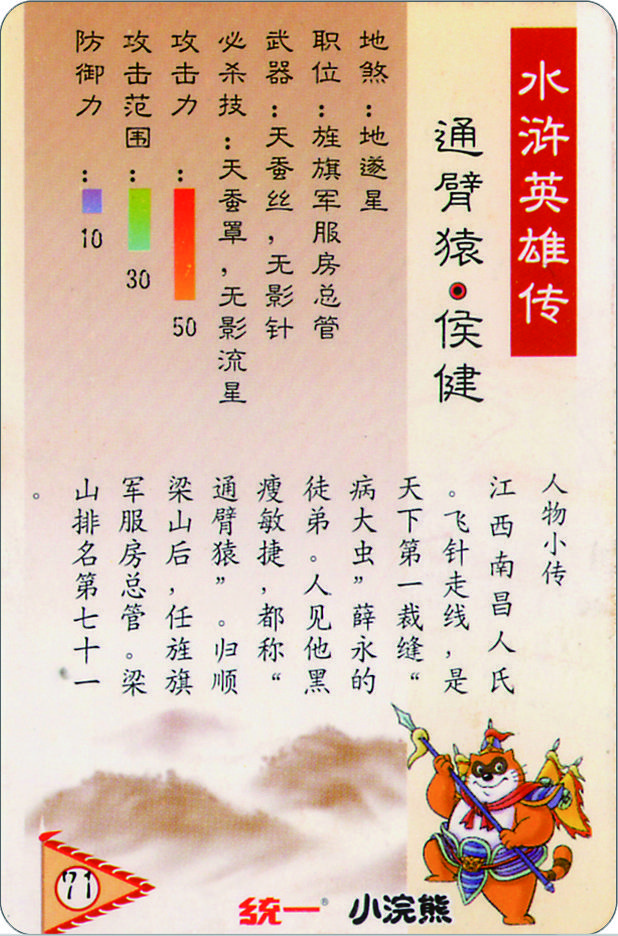 水浒英雄传
通臂猿·侯健
地煞：地遂星
职位：旌旗军服房总管
武器：天蚕丝，无影针
必杀技：天蚕罩，无影流星
攻击力：50
攻击范围：30
防御力：10
人物小传
江西南昌人氏
。飞针走线，是
天下第一裁缝“
病大虫”薛永的
徒弟。人见他黑
瘦敏捷，都称“
通臂猿”。归顺
梁山后，任旌旗
军服房总管。梁
山排名第七十一
。
71
统一®
小浣熊